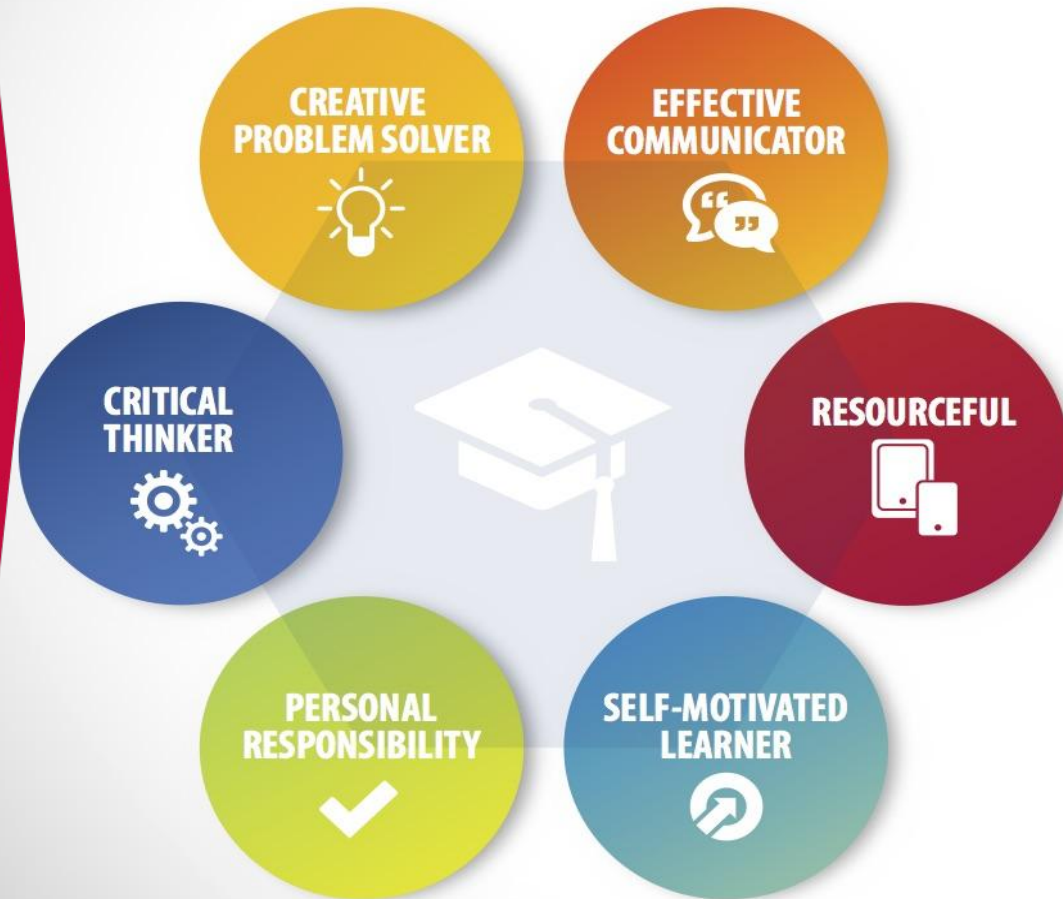 CREATIVE
PROBLEM SOLVER
EFFECTIVE
COMMUNICATOR
CRITICAL
THINKER
RESOURCEFUL
PERSONAL
RESPONSIBILITY
SELF-MOTIVATED
LEARNER